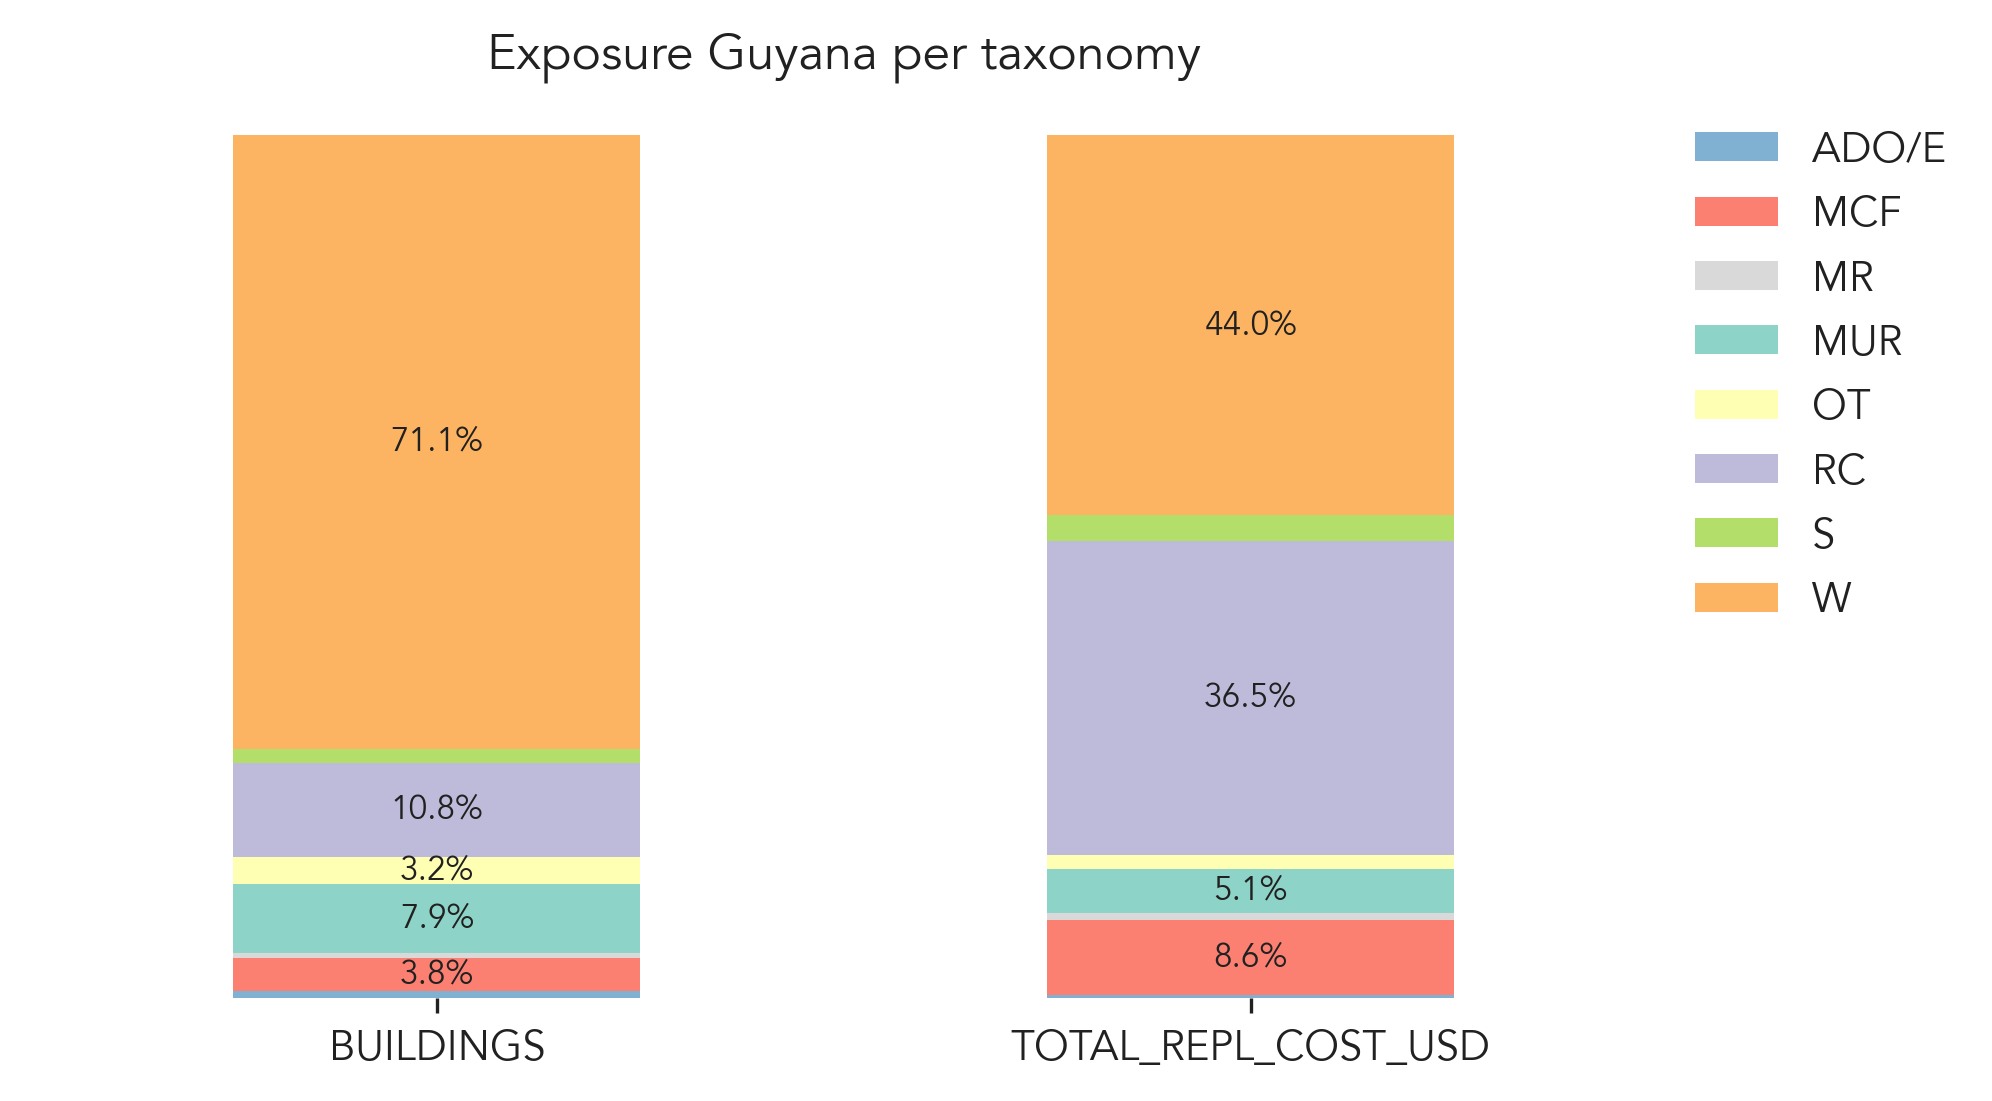 Exposure Guyana per taxonomy
71.1%
10.8%
3.2%
7.9%
3.8%
BUILDINGS
44.0%
36.5%
5.1%
8.6%
TOTAL_REPL_COST_USD
ADO/E
MCF
MR
MUR
OT
RC
S
W